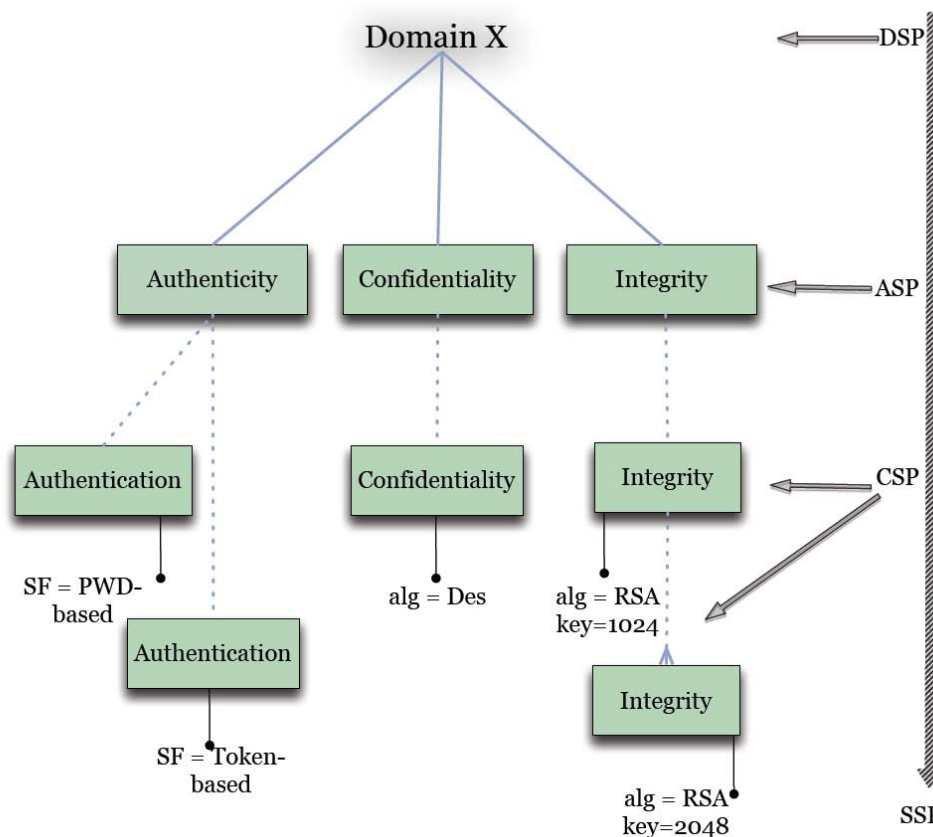 Domain X
DSP
Authenticity
Confidentiality
Integrity
ASP
Authentication
Confidentiality
Integrity
CSP
SF = PWD-
based
alg = Des
alg = RSA
key=1024
Authentication
Integrity
SF = Token-
based
alg = RSA
key=2048